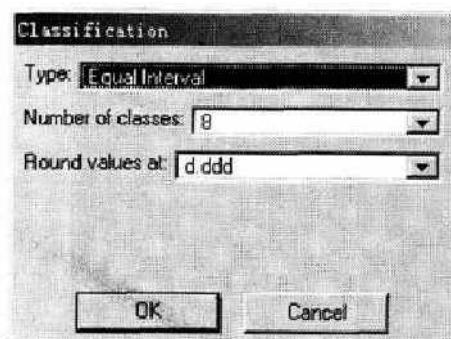 Classification
Type: Equal Interval
Number of classes: 8
Round values at: d.ddd
OK Cancel